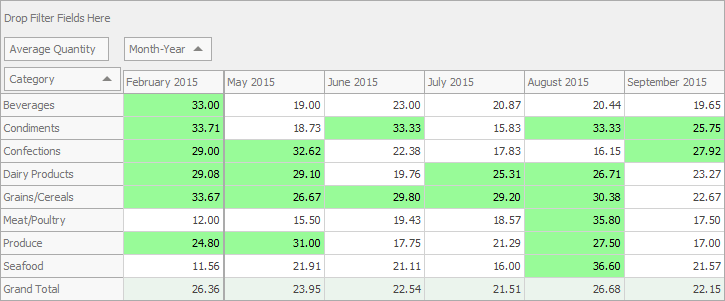 Drop Filter Fields Here
Average Quantity Month-Year
Category February 2015 May 2015 June 2015 July 2015 August 2015 September 2015
Beverages 33.00 19.00 23.00 20.87 20.44 19.65
Condiments 33.71 18.73 33.33 15.83 33.33 25.75
Confections 29.00 32.62 22.38 17.83 16.15 27.92
Dairy Products 29.08 29.10 19.76 25.31 26.71 23.27
Grains/Cereals 33.67 26.67 29.80 29.20 30.38 22.67
Meat/Poultry 12.00 15.50 19.43 18.57 35.80 17.50
Produce 24.80 31.00 17.75 21.29 27.50 17.00
Seafood 11.56 21.91 21.11 16.00 36.60 21.57
Grand Total 26.36 23.95 22.54 21.51 26.68 22.15